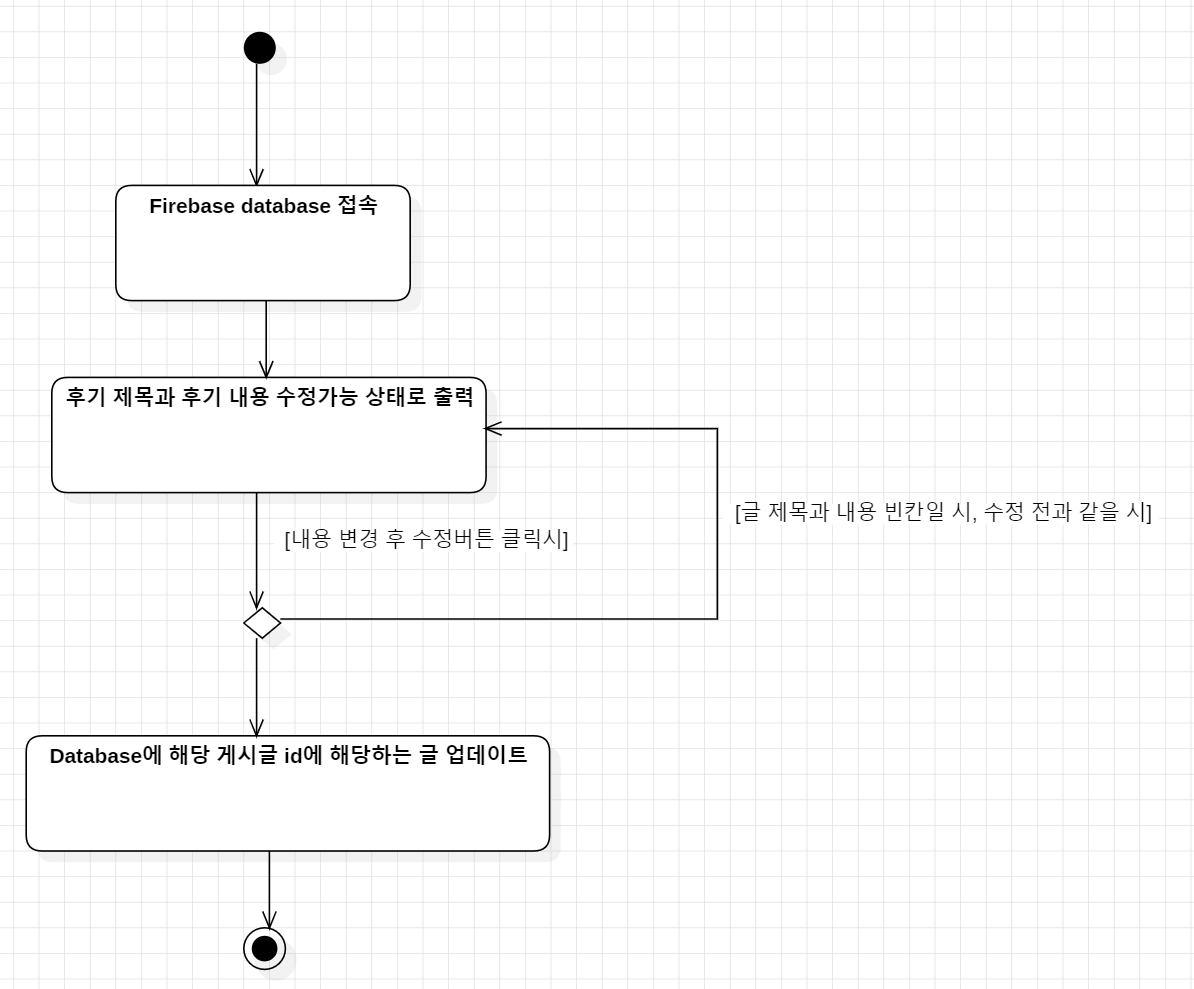 Firebase database 접속
후기 제목과 후기 내용 수정가능 상태로 출력
[글 제목과 내용 빈칸일 시, 수정 전과 같을 시]
[내용 변경 후 수정버튼 클릭시]
Database에 해당 게시글 id에 해당하는 글 업데이트